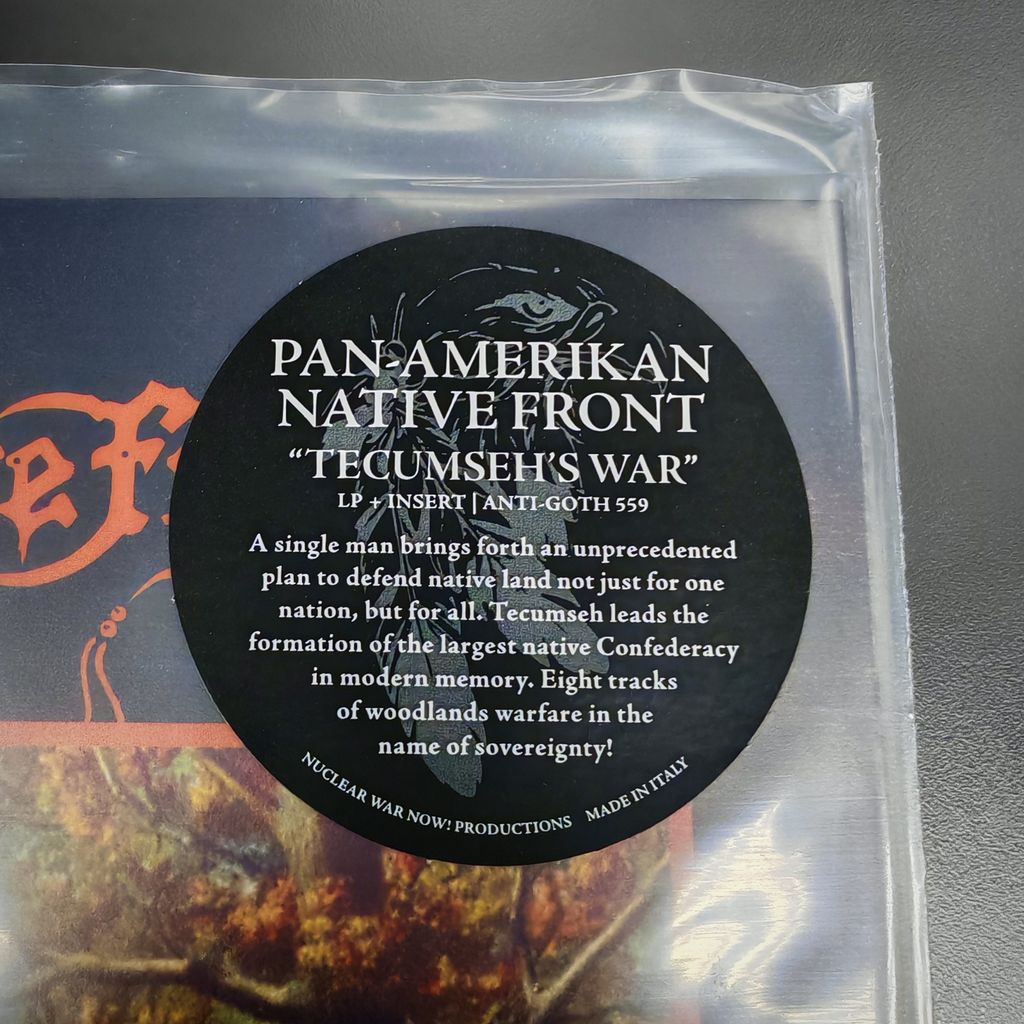 PAN-AMERIKAN
NATIVE FRONT
“TECUMSEH’S WAR”
LP + INSERT | ANTI-GOTH 559
A single man brings forth an unprecedented
plan to defend native land not just for one
nation, but for all. Tecumseh leads the
formation of the largest native Confederacy
in modern memory. Eight tracks
of woodlands warfare in the
name of sovereignty!
NUCLEAR WAR NOW! PRODUCTIONS MADE IN ITALY